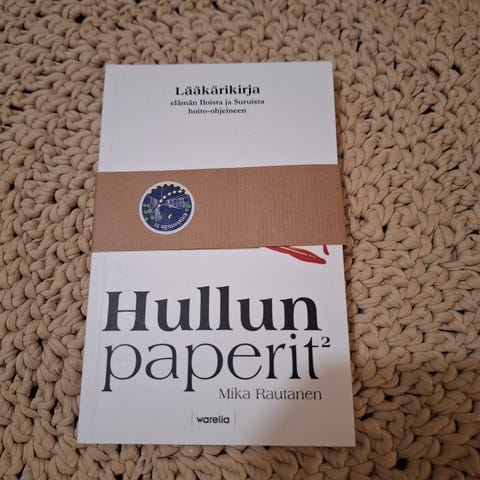 Lääkärikirja
elämän Iloista ja Suruista
hoito-ohjeineen
Hullun
paperit²
Mika Rautanen
warelia